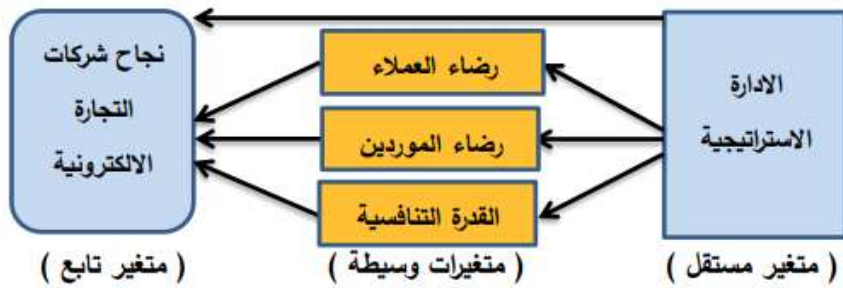 الادارة
الاستراتيجية
( متغير مستقل )
رضاء العملاء
رضاء الموردين
القدرة التنافسية
( متغيرات وسيطة )
نجاح شركات
التجارة
الالكترونية
( متغير تابع )